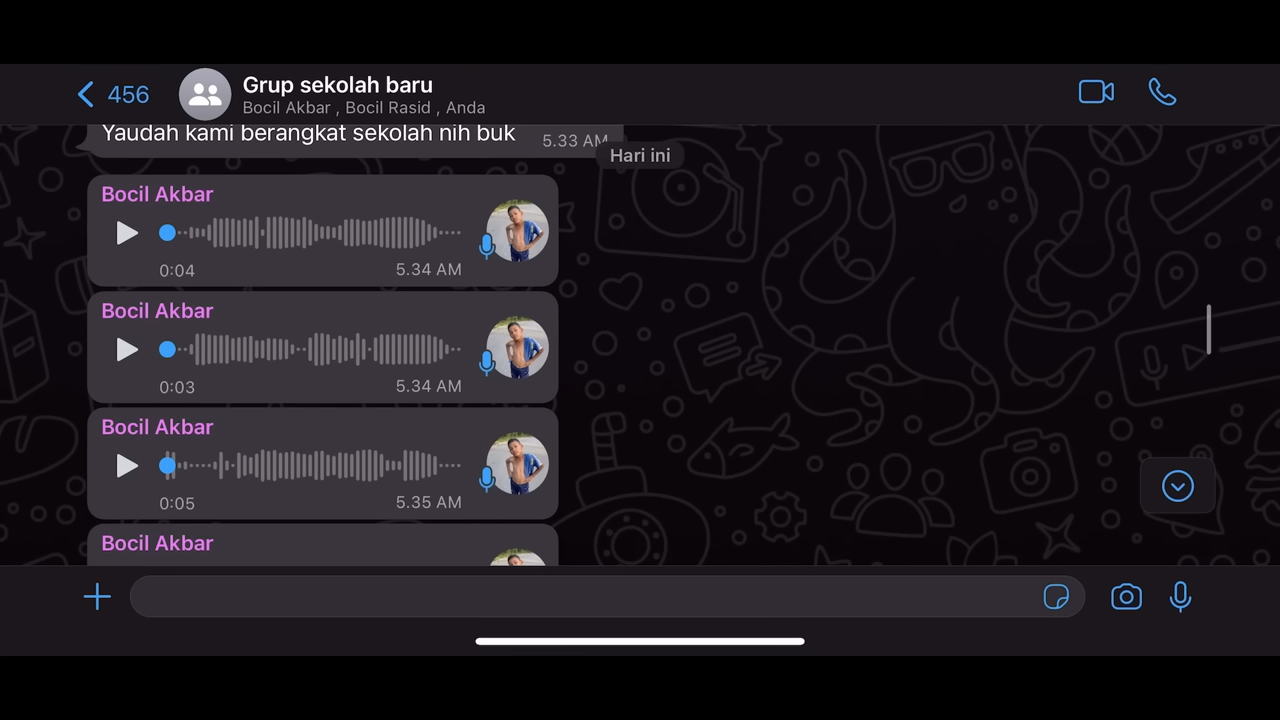 456
Grup sekolah baru
Bocil Akbar , Bocil Rasid , Anda
Yaudah kami berangkat sekolah nih buk
5.33 AM
Hari ini
Bocil Akbar
0:04
5.34 AM
Bocil Akbar
0:03
5.34 AM
Bocil Akbar
0:05
5.35 AM
Bocil Akbar